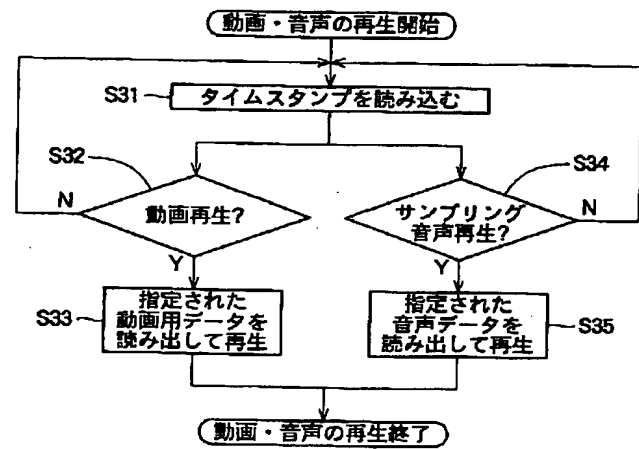 動画・音声の再生開始
S31
タイムスタンプを読み込む
S32
S34
N
動画再生?
サンプリング
音声再生?
N
Y
Y
S33
指定された
動画用データを
読み出して再生
指定された
音声データを
読み出して再生
S35
動画・音声の再生終了